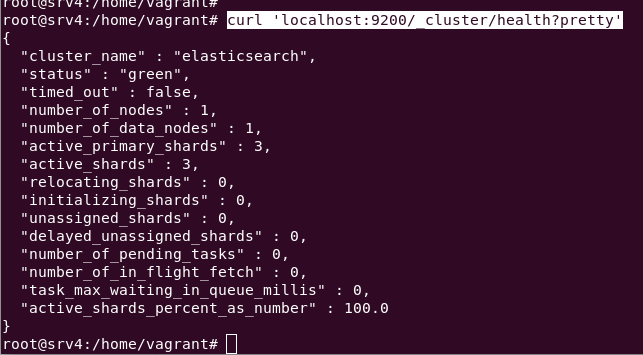 root@srv4:/home/vagrant#
root@srv4:/home/vagrant# curl 'localhost:9200/_cluster/health?pretty'
{
  "cluster_name" : "elasticsearch",
  "status" : "green",
  "timed_out" : false,
  "number_of_nodes" : 1,
  "number_of_data_nodes" : 1,
  "active_primary_shards" : 3,
  "active_shards" : 3,
  "relocating_shards" : 0,
  "initializing_shards" : 0,
  "unassigned_shards" : 0,
  "delayed_unassigned_shards" : 0,
  "number_of_pending_tasks" : 0,
  "number_of_in_flight_fetch" : 0,
  "task_max_waiting_in_queue_millis" : 0,
  "active_shards_percent_as_number" : 100.0
}
root@srv4:/home/vagrant#